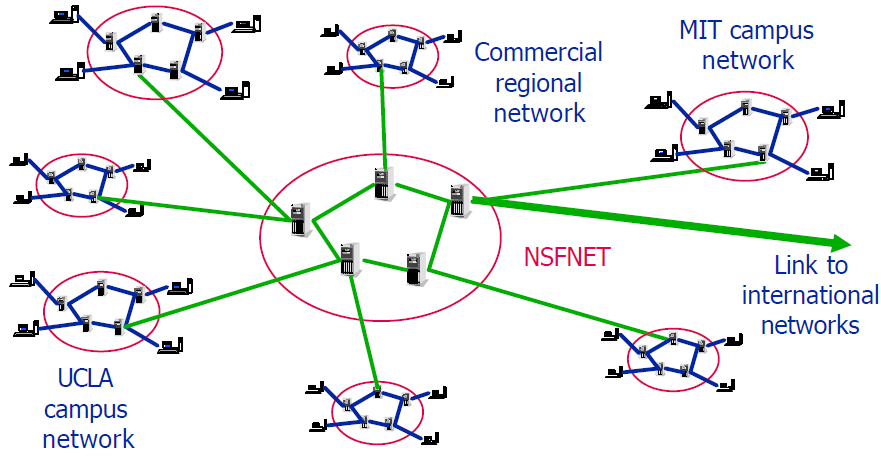 Commercial
regional
network
MIT campus
network
NSFNET
Link to
international
networks
UCLA
campus
network